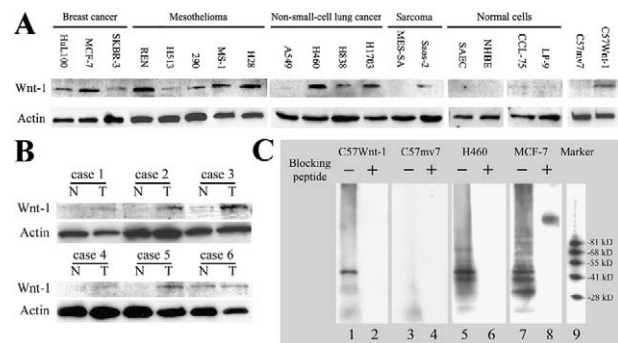 A
Breast cancer
Mesothelioma
Non-small-cell lung cancer
Sarcoma
Normal cells
HaL100
MCF-7
SKBR-3
REN
H513
290
MS-1
H28
A549
H460
H838
H1703
MES-SA
Saos-2
SAEC
NHBE
CCL-75
LP-9
C57mv7
C57Wnt-1
Wnt-1
Actin
B
case 1 case 2 case 3
N T N T N T
Wnt-1
Actin
case 4 case 5 case 6
N T N T N T
Wnt-1
Actin
C
C57Wnt-1 C57mv7 H460 MCF-7 Marker
Blocking peptide
− + − + − + − +
-81 kD
-68 kD
-55 kD
-41 kD
-28 kD
1 2 3 4 5 6 7 8 9